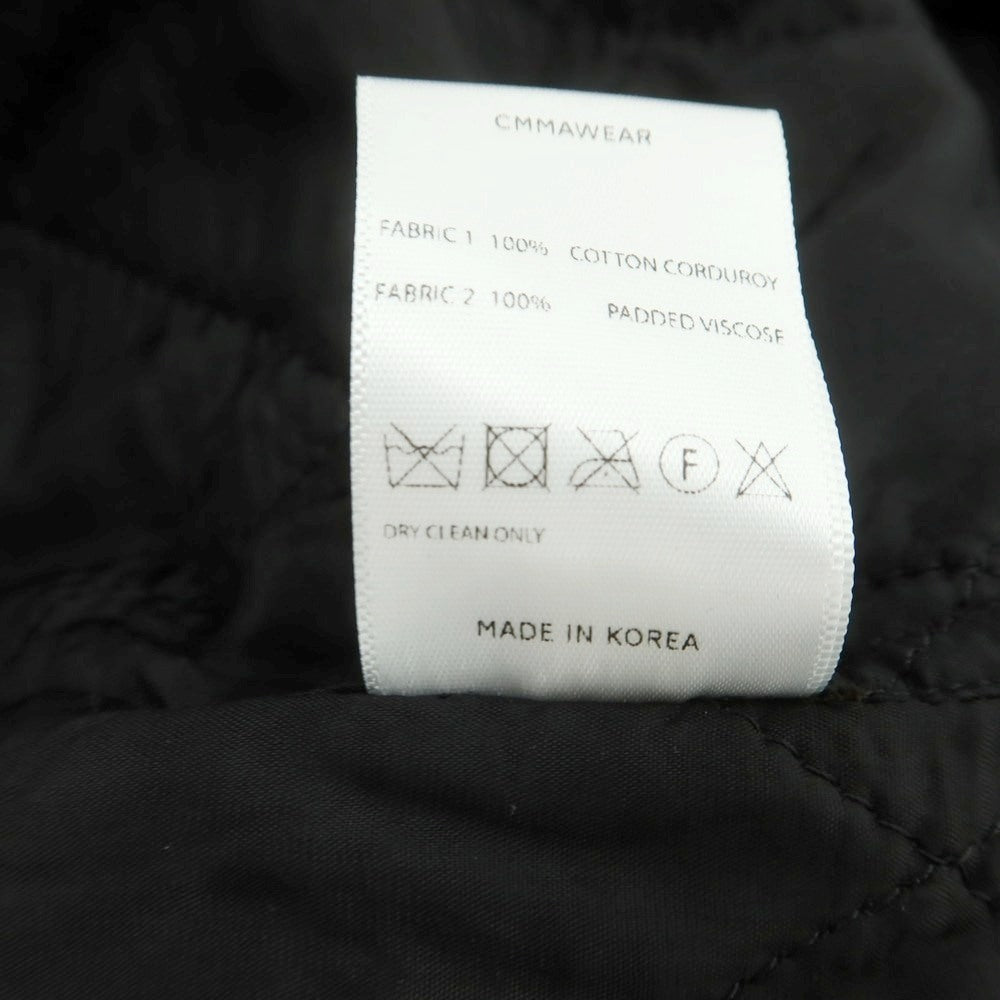 CMMAWEAR
FABRIC 1 100% COTTON CORDUROY
FABRIC 2 100% PADDED VISCOSE
F
DRY CLEAN ONLY
MADE IN KOREA